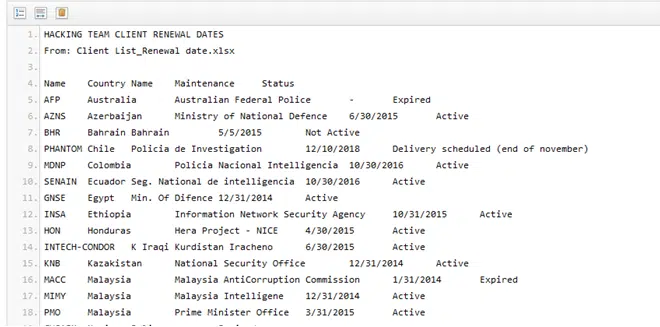 1. HACKING TEAM CLIENT RENEWAL DATES
2. From: Client List_Renewal date.xlsx
3.
4. Name Country Name Maintenance Status
5. AFP Australia Australian Federal Police - Expired
6. AZNS Azerbaijan Ministry of National Defence 6/30/2015 Active
7. BHR Bahrain Bahrain 5/5/2015 Not Active
8. PHANTOM Chile Policia de Investigation 12/10/2018 Delivery scheduled (end of november)
9. MDNP Colombia Policia Nacional Intelligencia 10/30/2016 Active
10. SENAIN Ecuador Seg. National de intelligencia 10/30/2016 Active
11. GNSE Egypt Min. Of Difence 12/31/2014 Active
12. INSA Ethiopia Information Network Security Agency 10/31/2015 Active
13. HON Honduras Hera Project - NICE 4/30/2015 Active
14. INTECH-CONDOR K Iraqi Kurdistan Iracheno 6/30/2015 Active
15. KNB Kazakistan National Security Office 12/31/2014 Active
16. MACC Malaysia Malaysia AntiCorruption Commission 1/31/2014 Expired
17. MIMY Malaysia Malaysia Intelligene 12/31/2014 Active
18. PMO Malaysia Prime Minister Office 3/31/2015 Active